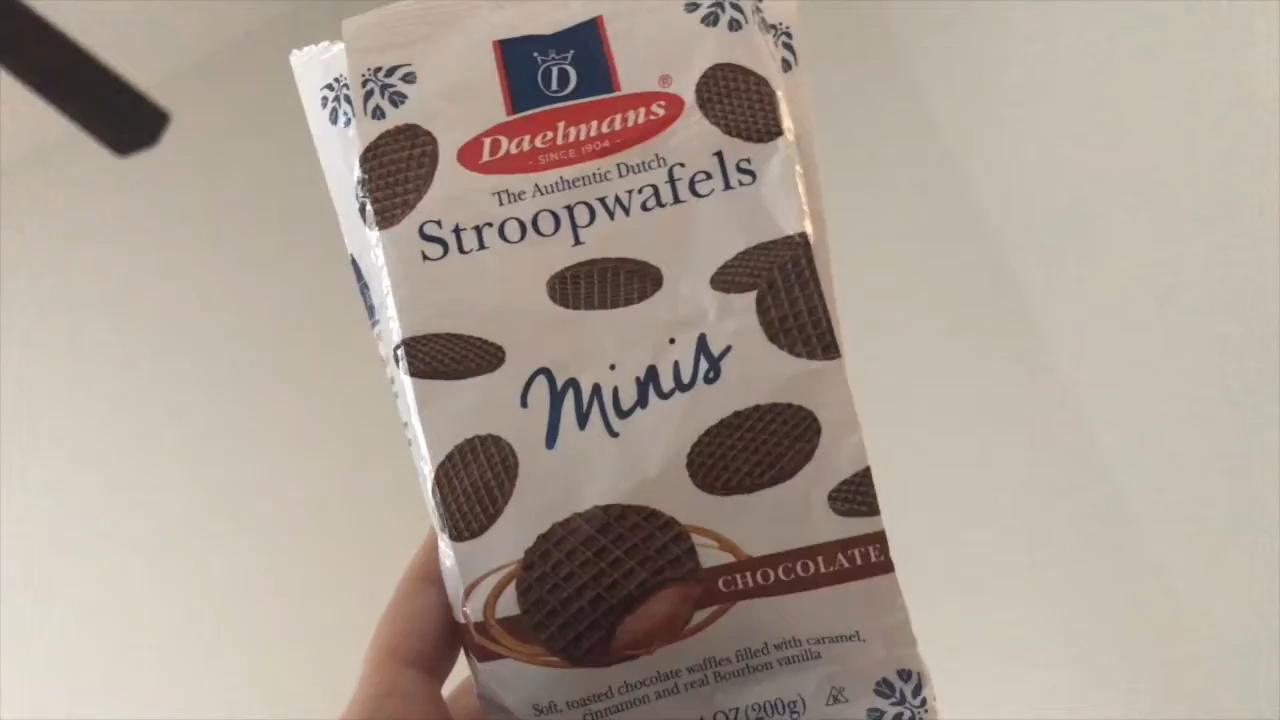 D
Daelmans®
- SINCE 1904 -
The Authentic Dutch
Stroopwafels
Minis
CHOCOLATE
Soft, toasted chocolate waffles filled with caramel,
cinnamon and real Bourbon vanilla
OZ (200g)
K